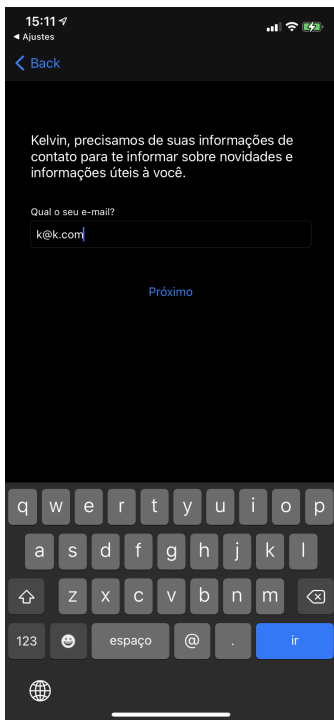 15:11
◀ Ajustes
Back
Kelvin, precisamos de suas informações de
contato para te informar sobre novidades e
informações úteis à você.
Qual o seu e-mail?
k@k.com
Próximo
q w e r t y u i o p
a s d f g h j k l
z x c v b n m
123 espaço @ . ir